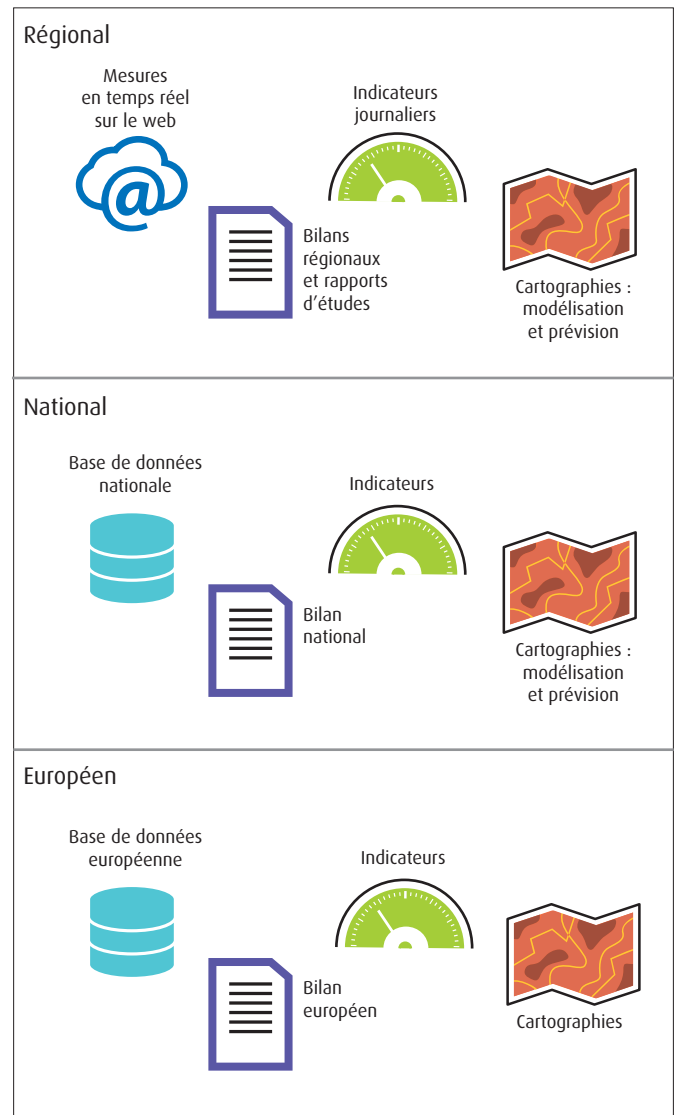 Régional
Mesures
en temps réel
sur le web
Indicateurs
journaliers
@
Bilans
régionaux
et rapports
d'études
Cartographies :
modélisation
et prévision
National
Base de données
nationale
Indicateurs
Bilan
national
Cartographies :
modélisation
et prévision
Européen
Base de données
européenne
Indicateurs
Bilan
européen
Cartographies